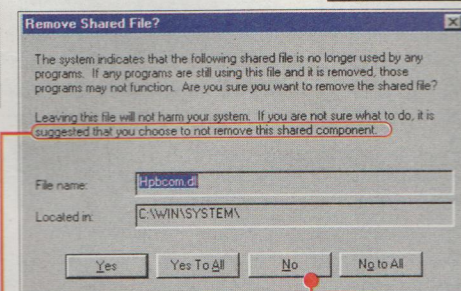 Remove Shared File?
The system indicates that the following shared file is no longer used by any
programs. If any programs are still using this file and it is removed, those
programs may not function. Are you sure you want to remove the shared file?
Leaving this file will not harm your system. If you are not sure what to do, it is
suggested that you choose to not remove this shared component.
File name: Hpbcom.dl
Located in: C:\WIN\SYSTEM\
Yes Yes To All No No to All